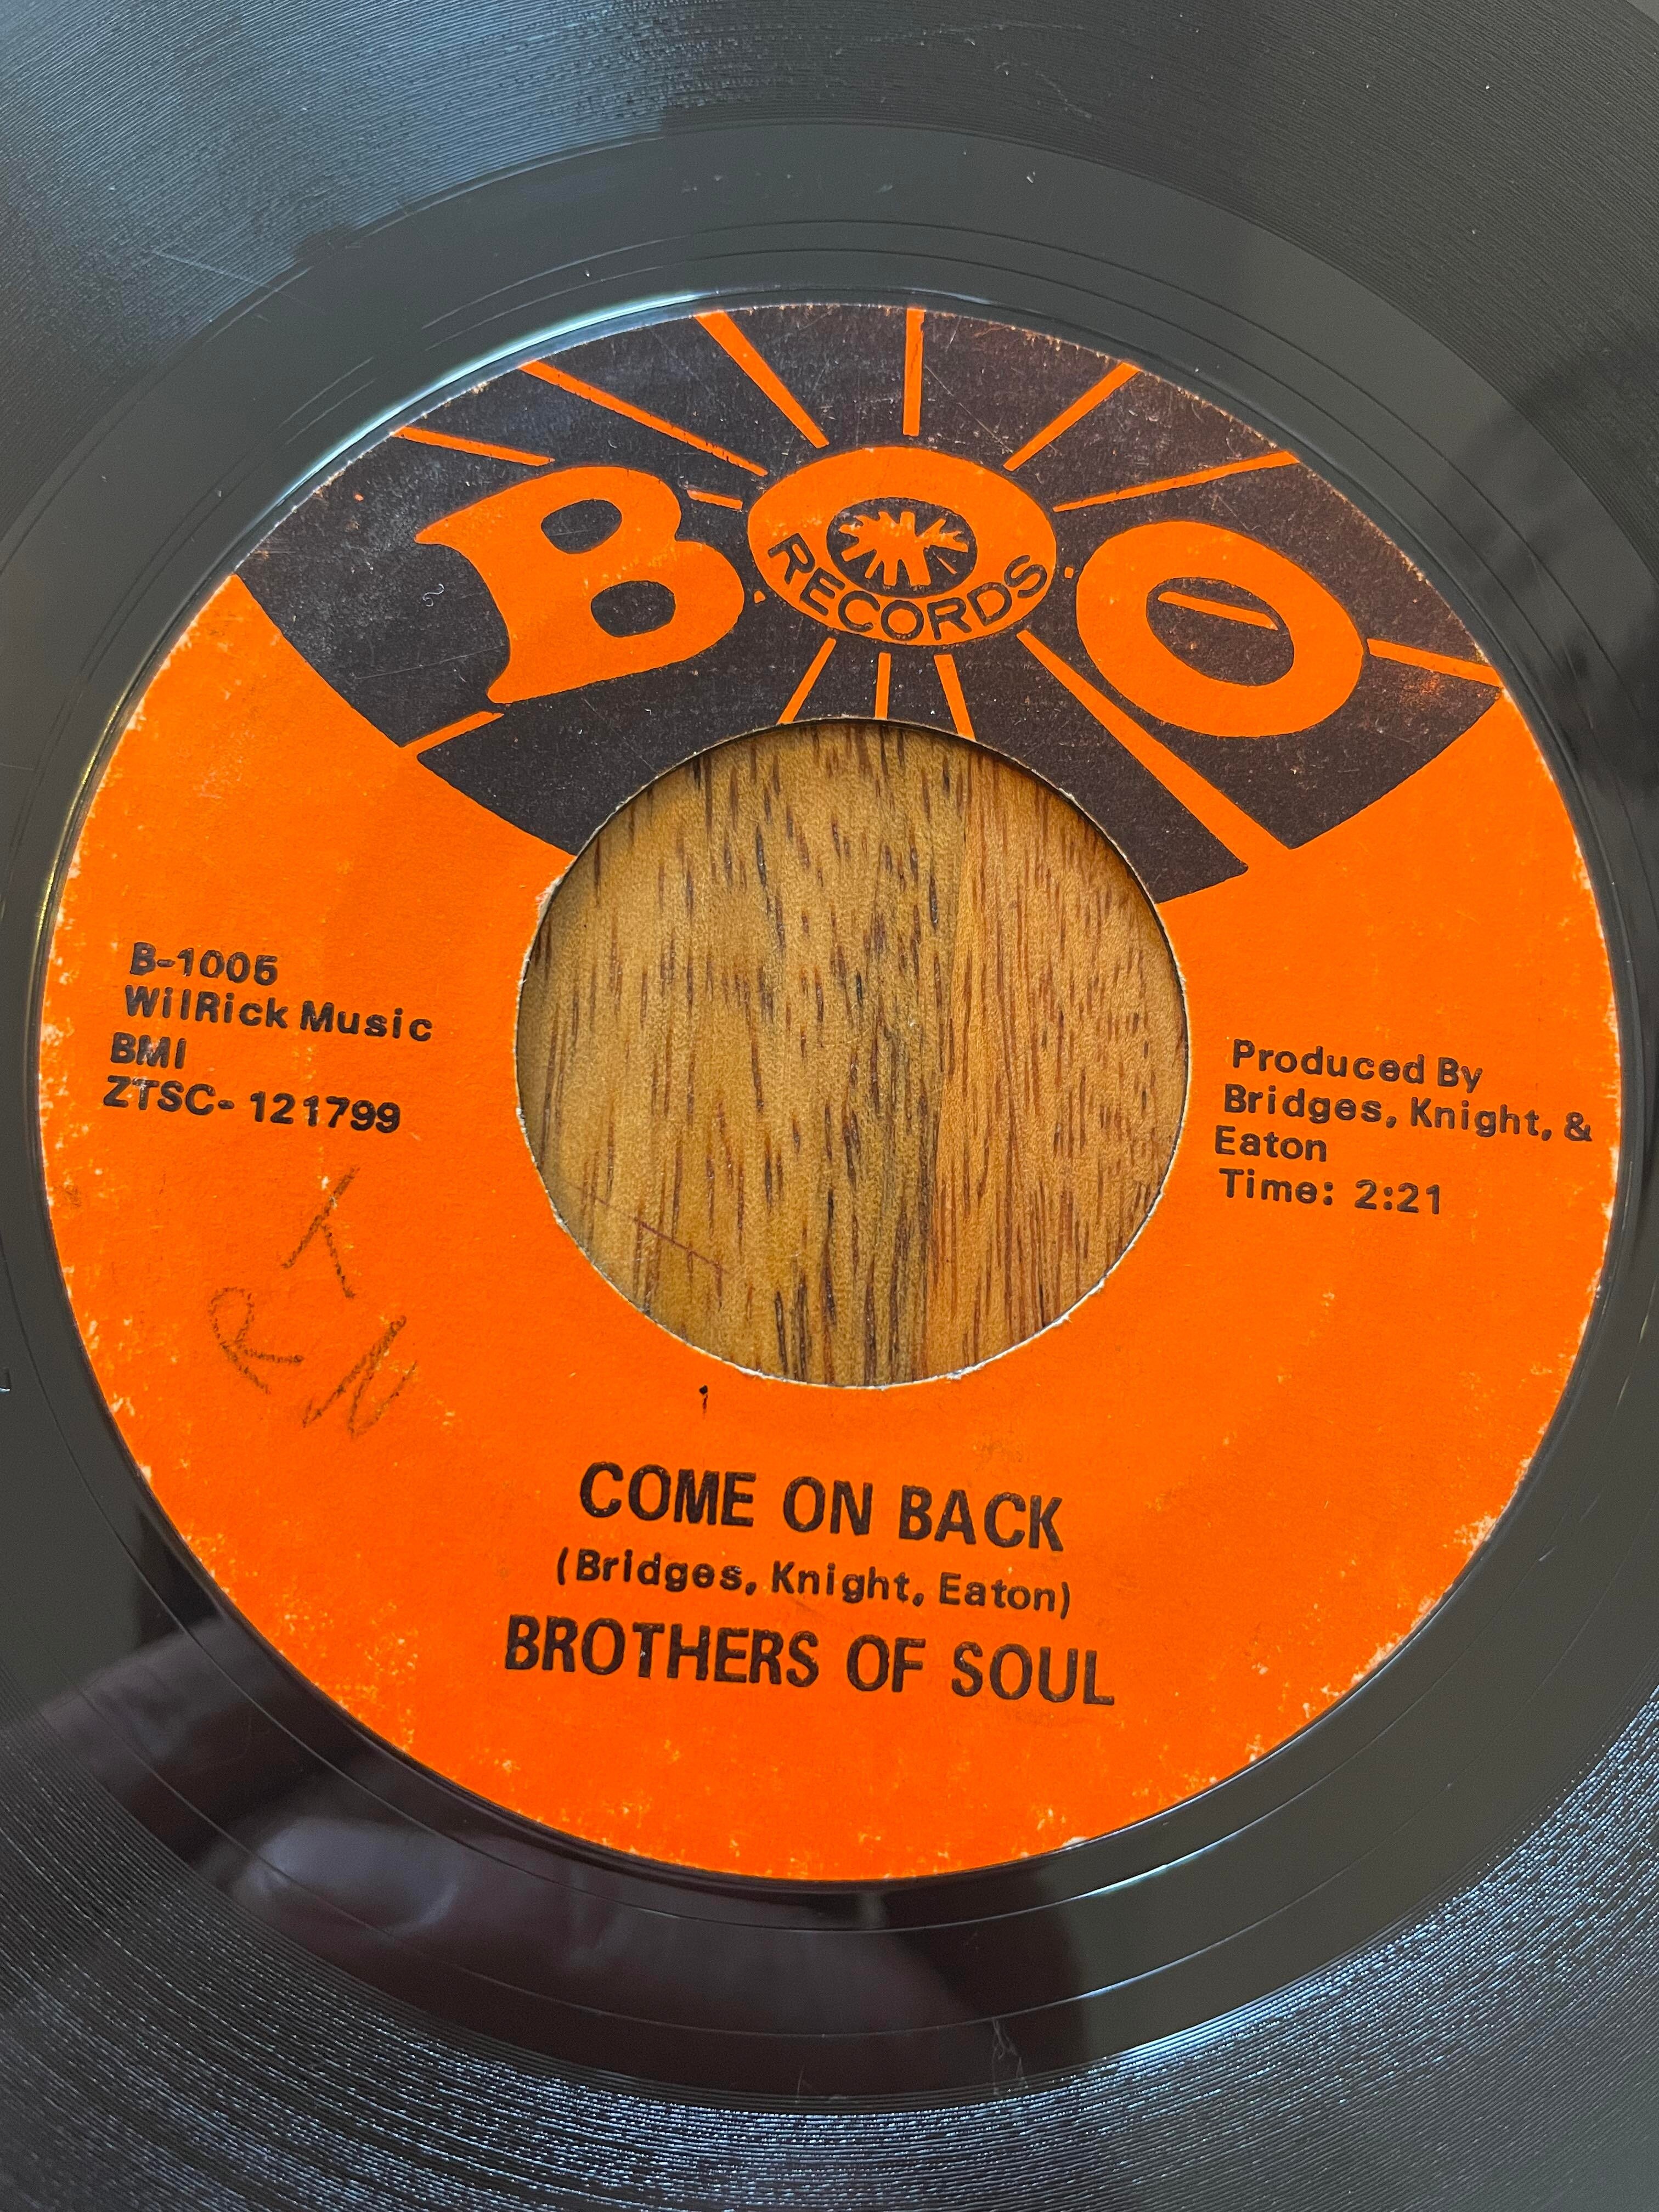 BOO
RECORDS
B-1005
WilRick Music
BMI
ZTSC-121799
Produced By
Bridges, Knight, &
Eaton
Time: 2:21
T
R N
COME ON BACK
(Bridges, Knight, Eaton)
BROTHERS OF SOUL